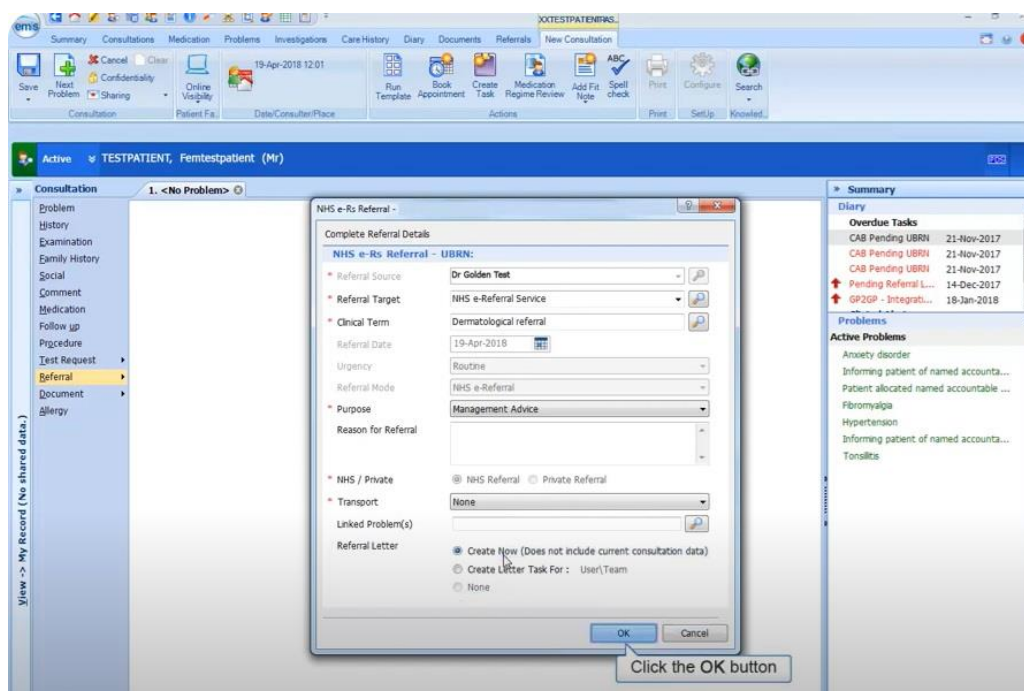 emis
XXTESTPATIENTFAS..
Summary Consultations Medication Problems Investigations Care History Diary Documents Referrals New Consultation
Save
Next Problem
Cancel
Clear
Confidentiality
Sharing
Online Visibility
19-Apr-2018 12:01
Run Template
Book Appointment
Create Task
Medication Regime Review
Add Fit Note
ABC
Spell check
Print
Configure
Search
Consultation
Patient Fa..
Date/Consulter/Place
Actions
Print
SetUp
Knowled..
Active TESTPATIENT, Femtestpatient (Mr)
Consultation
Problem
History
Examination
Family History
Social
Comment
Medication
Follow up
Procedure
Test Request
Referral
Document
Allergy
View -> My Record (No shared data.)
1. <No Problem>
NHS e-Rs Referral -
Complete Referral Details
NHS e-Rs Referral - UBRN:
* Referral Source Dr Golden Test
* Referral Target NHS e-Referral Service
* Clinical Term Dermatological referral
Referral Date 19-Apr-2018
Urgency Routine
Referral Mode NHS e-Referral
* Purpose Management Advice
Reason for Referral
* NHS / Private NHS Referral Private Referral
* Transport None
Linked Problem(s)
Referral Letter Create Now (Does not include current consultation data)
Create Letter Task For : User\Team
None
OK Cancel
Click the OK button
Summary
Diary
Overdue Tasks
CAB Pending UBRN 21-Nov-2017
CAB Pending UBRN 21-Nov-2017
CAB Pending UBRN 21-Nov-2017
Pending Referral L... 14-Dec-2017
GP2GP - Integrati... 18-Jan-2018
Problems
Active Problems
Anxiety disorder
Informing patient of named accounta...
Patient allocated named accountable ...
Fibromyalgia
Hypertension
Informing patient of named accounta...
Tonsillitis